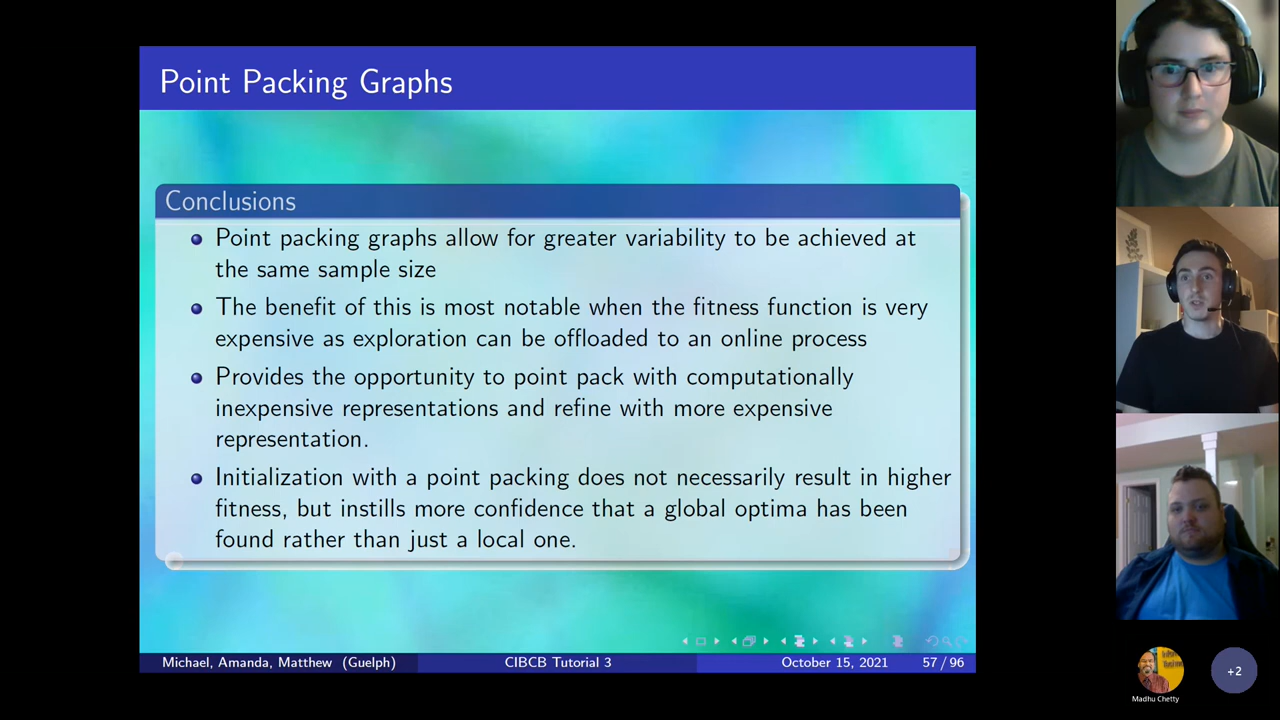 Point Packing Graphs
Conclusions
Point packing graphs allow for greater variability to be achieved at
the same sample size
The benefit of this is most notable when the fitness function is very
expensive as exploration can be offloaded to an online process
Provides the opportunity to point pack with computationally
inexpensive representations and refine with more expensive
representation.
Initialization with a point packing does not necessarily result in higher
fitness, but instills more confidence that a global optima has been
found rather than just a local one.
Michael, Amanda, Matthew (Guelph)
CIBCB Tutorial 3
October 15, 2021
57 / 96
+2
Madhu Chetty